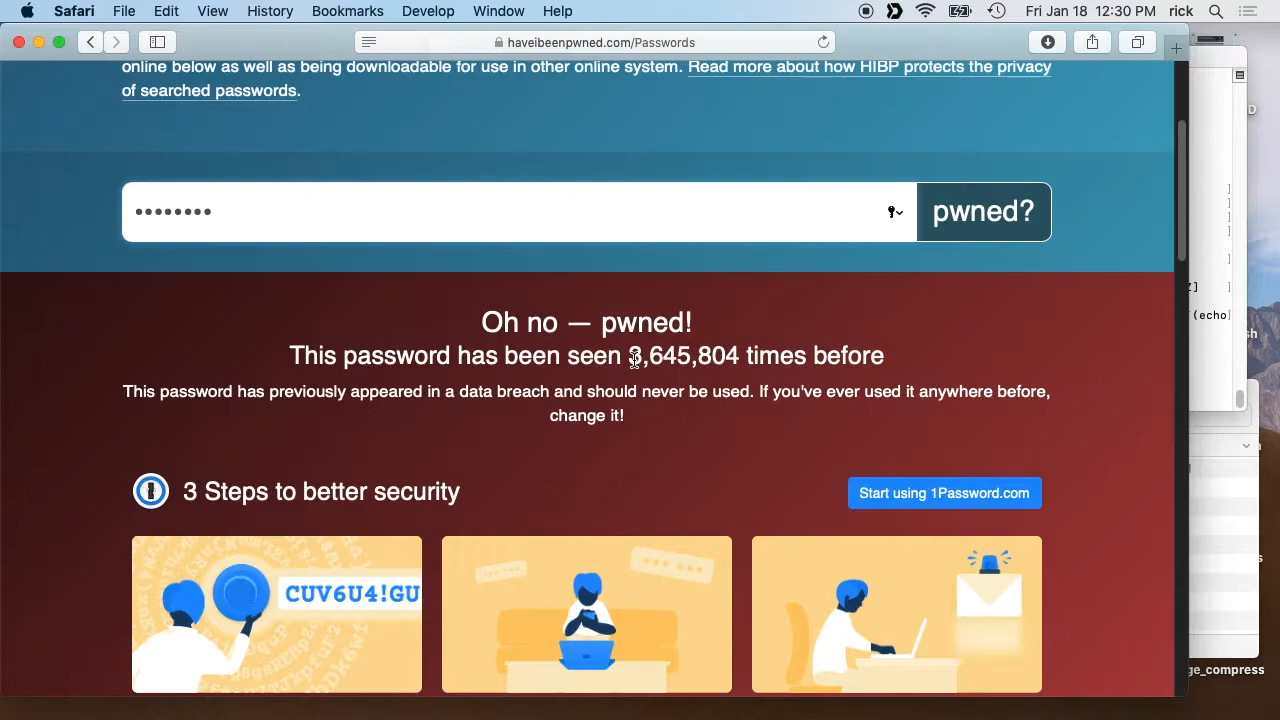 Safari File Edit View History Bookmarks Develop Window Help Fri Jan 18 12:30 PM rick
haveibeenpwned.com/Passwords
online below as well as being downloadable for use in other online system. Read more about how HIBP protects the privacy
of searched passwords.
••••••••
pwned?
Oh no — pwned!
This password has been seen 3,645,804 times before
This password has previously appeared in a data breach and should never be used. If you've ever used it anywhere before,
change it!
3 Steps to better security
Start using 1Password.com
CUV6U4!GU
(echo
ge_compress